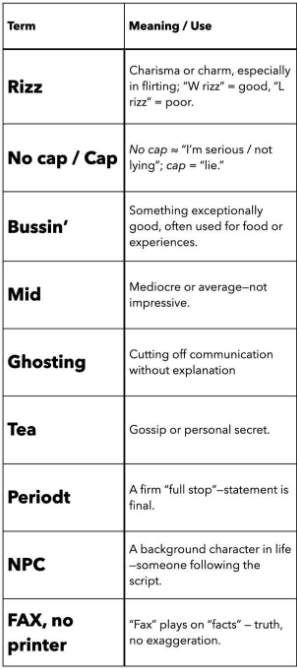 Term
Meaning / Use
Rizz
Charisma or charm, especially
in flirting; “W rizz” = good, “L
rizz” = poor.
No cap / Cap
No cap ≈ “I’m serious / not
lying”; cap = “lie.”
Bussin’
Something exceptionally
good, often used for food or
experiences.
Mid
Mediocre or average—not
impressive.
Ghosting
Cutting off communication
without explanation
Tea
Gossip or personal secret.
Periodt
A firm “full stop”—statement is
final.
NPC
A background character in life
—someone following the
script.
FAX, no
printer
“Fax” plays on “facts” – truth,
no exaggeration.